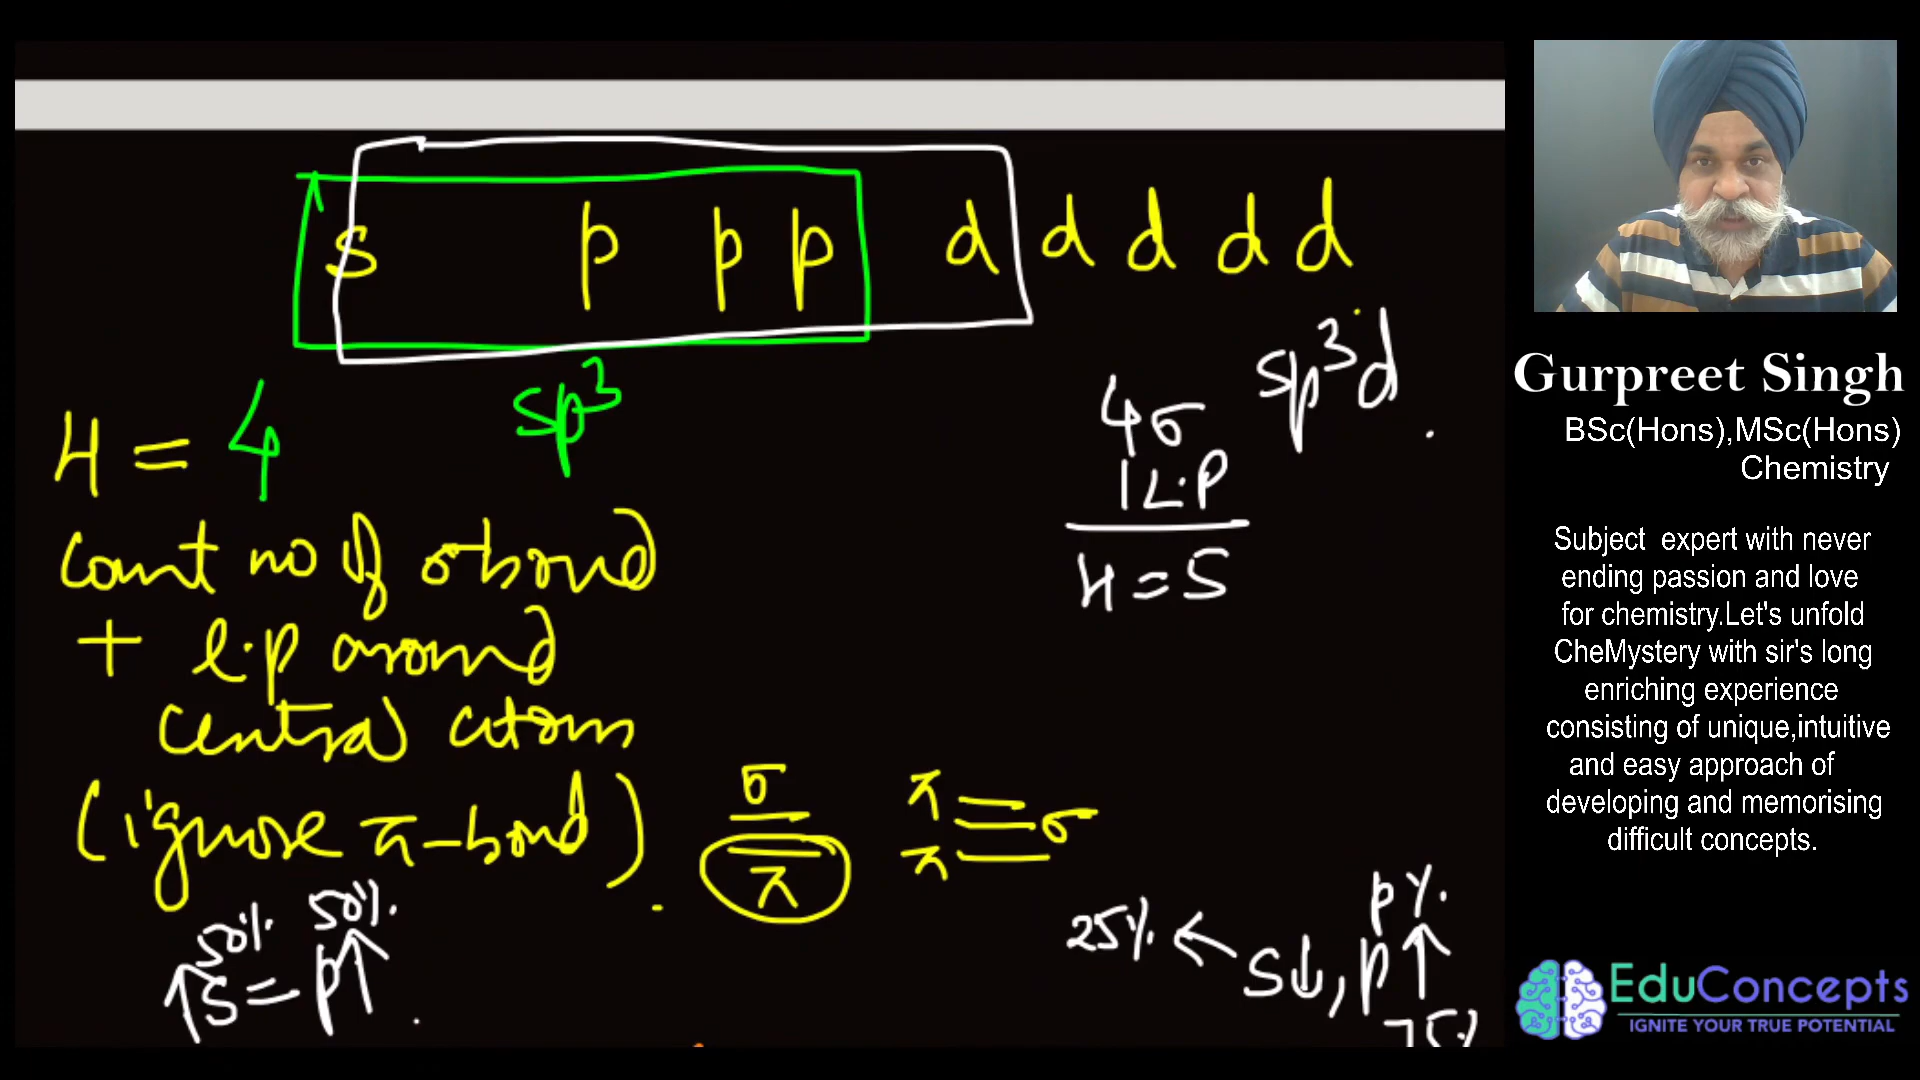 s p p p d d d d d
sp³
H = 4
4σ
1 L.P
H = 5
sp³d
count no of σ bond
+ l.p around
central atom
(ignore π-bond)
σ
π
π
π
σ
50% 50%
↑s = p↑
25% ← s↓, p↑
p%
75%
Gurpreet Singh
BSc(Hons),MSc(Hons)
Chemistry
Subject expert with never
ending passion and love
for chemistry.Let's unfold
CheMystery with sir's long
enriching experience
consisting of unique,intuitive
and easy approach of
developing and memorising
difficult concepts.
EduConcepts
IGNITE YOUR TRUE POTENTIAL